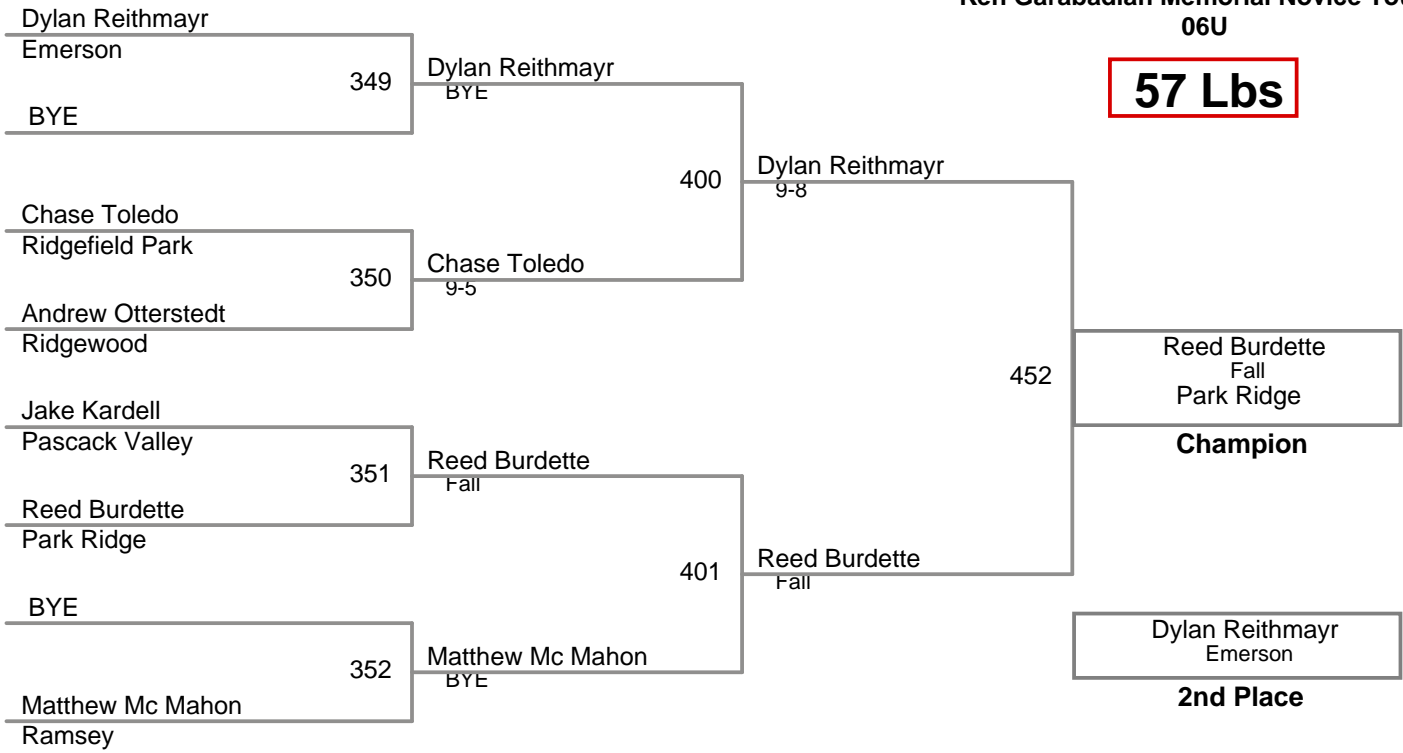 Ken Garabadian Memorial Novice
06U
57 Lbs
Dylan Reithmayr
Emerson
349
BYE
Dylan Reithmayr
BYE
Chase Toledo
Ridgefield Park
350
Andrew Otterstedt
Ridgewood
Chase Toledo
9-5
400
Dylan Reithmayr
9-8
Jake Kardell
Pascack Valley
351
Reed Burdette
Park Ridge
Reed Burdette
Fall
BYE
352
Matthew Mc Mahon
Ramsey
Matthew Mc Mahon
BYE
401
Reed Burdette
Fall
452
Reed Burdette
Fall
Park Ridge
Champion
Dylan Reithmayr
Emerson
2nd Place